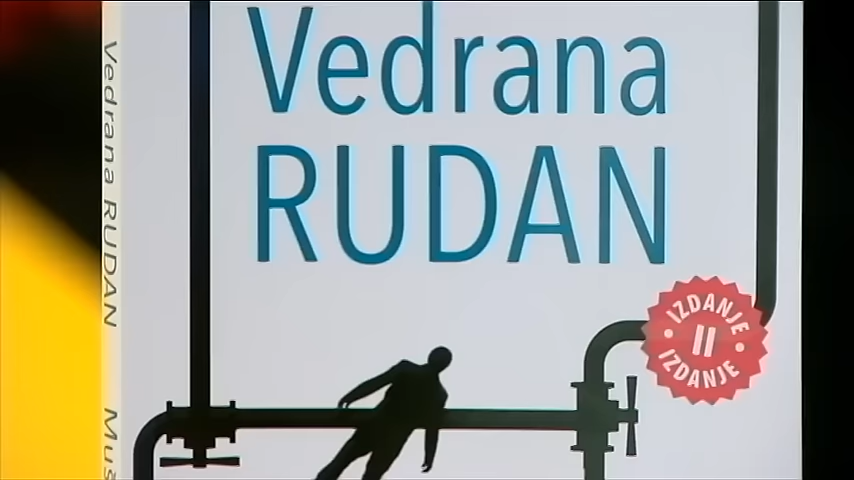 Vedrana
RUDAN
Vedrana RUDAN
IZDANJE
II
IZDANJE